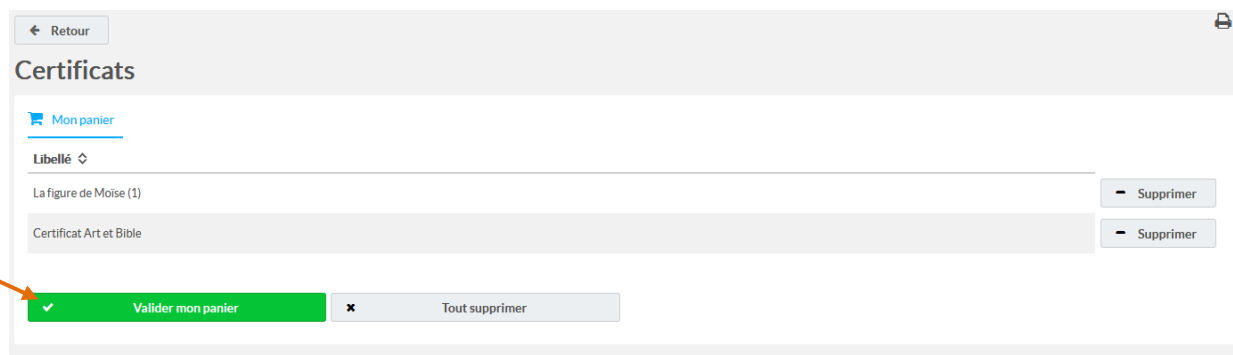 Retour
Certificats
Mon panier
Libellé
La figure de Moïse (1) Supprimer
Certificat Art et Bible Supprimer
Valider mon panier Tout supprimer